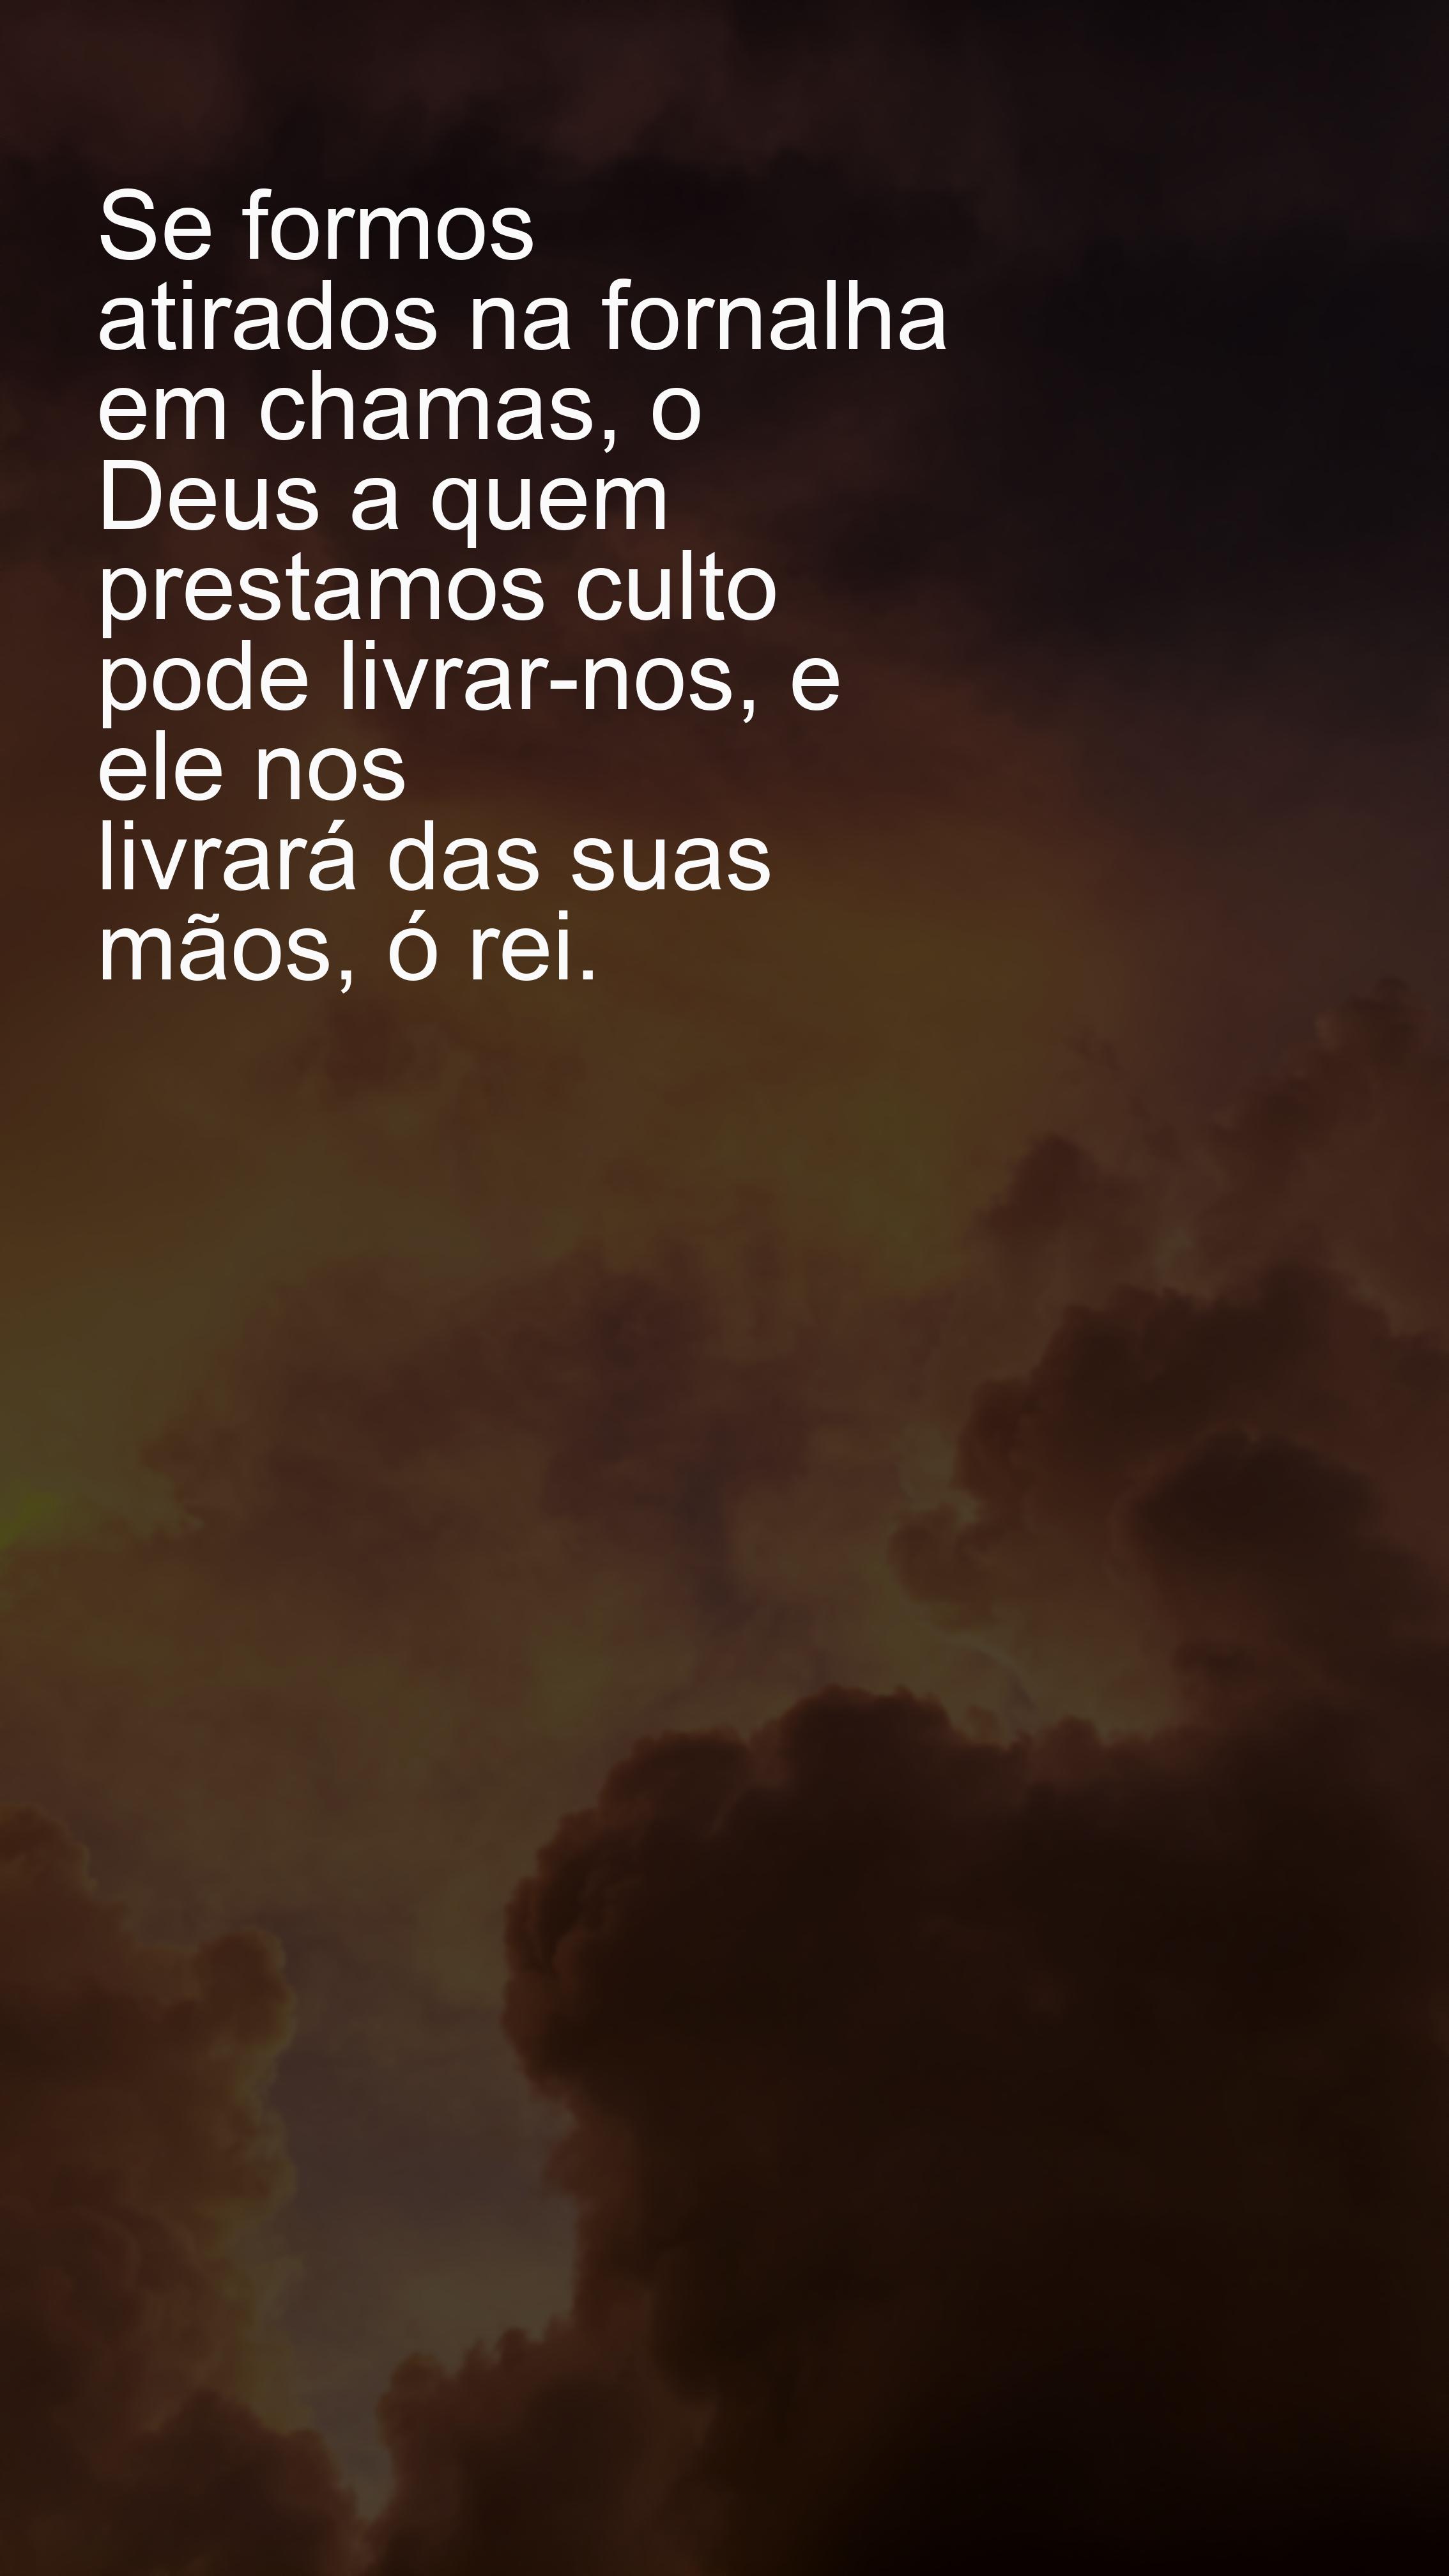 Se formos
atirados na fornalha
em chamas, o
Deus a quem
prestamos culto
pode livrar-nos, e
ele nos
livrará das suas
mãos, ó rei.